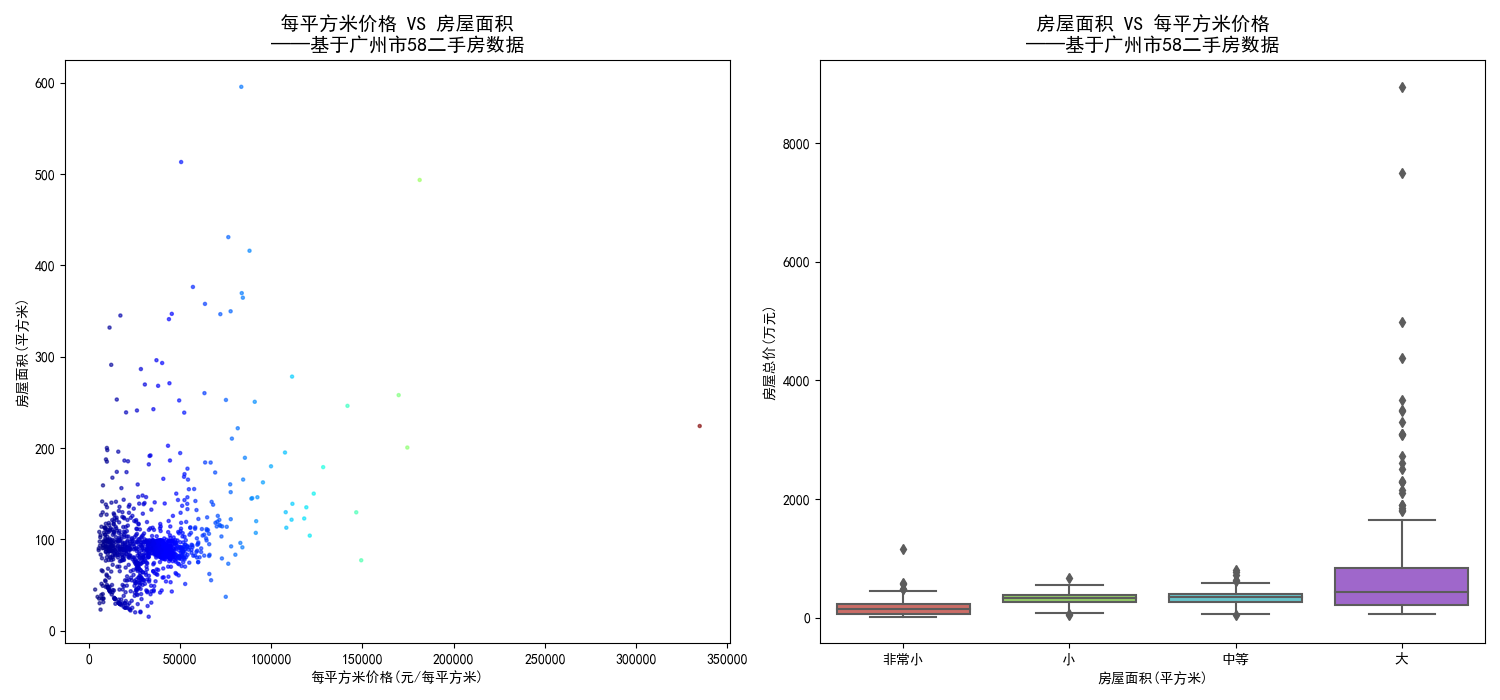 每平方米价格 VS 房屋面积
——基于广州市58二手房数据
600
500
400
300
200
100
0
房屋面积(平方米)
0 50000 100000 150000 200000 250000 300000 350000
每平方米价格(元/每平方米)
房屋面积 VS 每平方米价格
——基于广州市58二手房数据
8000
6000
4000
2000
0
房屋总价(万元)
非常小 小 中等 大
房屋面积(平方米)